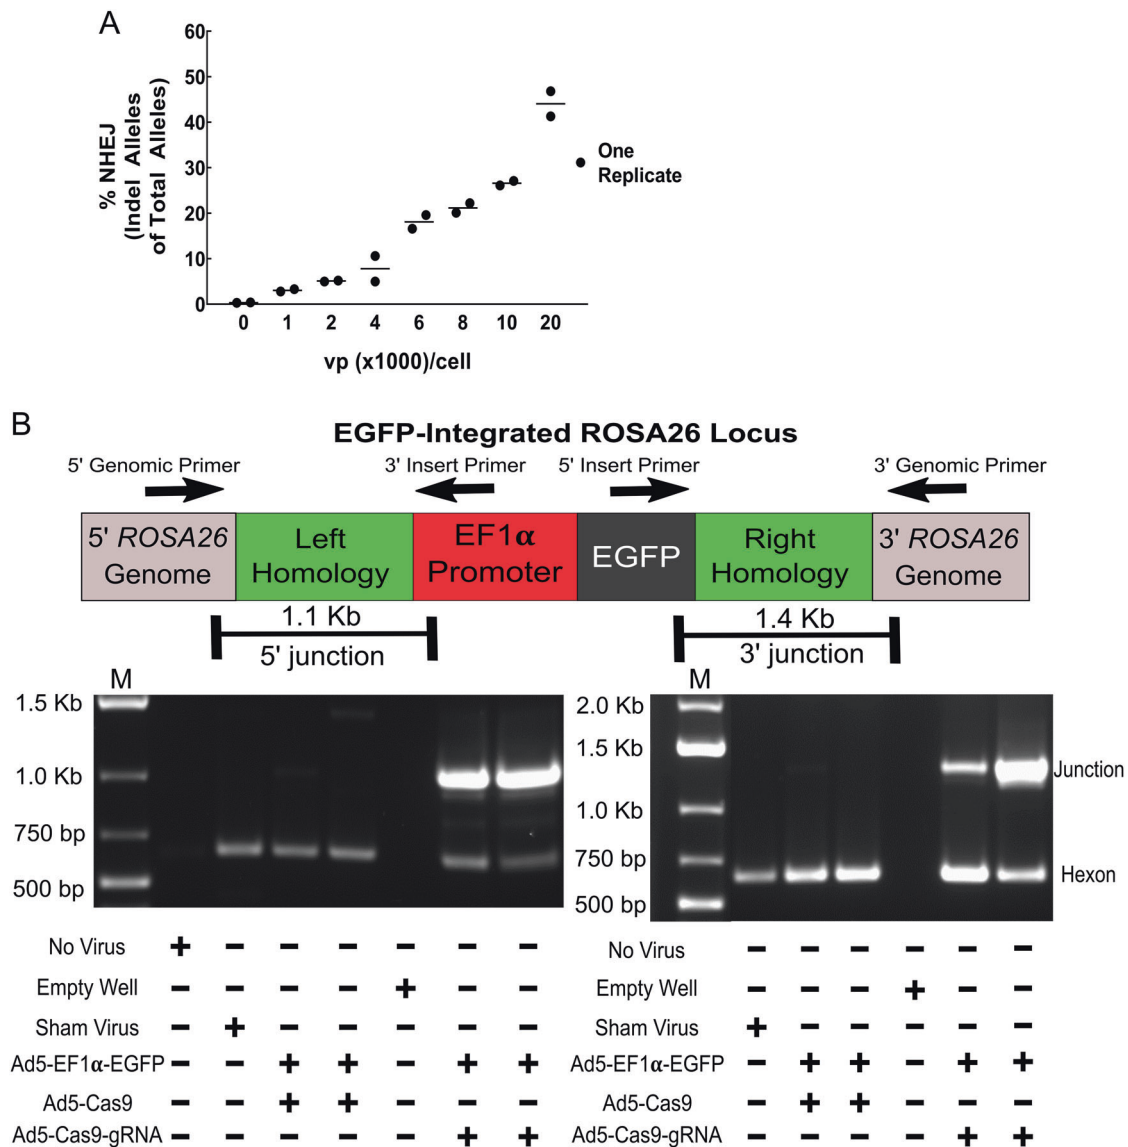 A
% NHEJ
(Indel Alleles
of Total Alleles)
60
50
40
30
20
10
0
0 1 2 4 6 8 10 20
vp (x1000)/cell
One
Replicate
B
EGFP-Integrated ROSA26 Locus
5' Genomic Primer 3' Insert Primer 5' Insert Primer 3' Genomic Primer
5' ROSA26
Genome
Left
Homology
EF1α
Promoter
EGFP
Right
Homology
3' ROSA26
Genome
1.1 Kb
5' junction
1.4 Kb
3' junction
M
1.5 Kb
1.0 Kb
750 bp
500 bp
M
2.0 Kb
1.5 Kb
1.0 Kb
750 bp
500 bp
Junction
Hexon
No Virus + − − − − − −
Empty Well − − − − + − −
Sham Virus − + − − − − −
Ad5-EF1α-EGFP − − + + − + +
Ad5-Cas9 − − + + − − −
Ad5-Cas9-gRNA − − − − − + +
No Virus − − − − − −
Empty Well − − − + − −
Sham Virus + − − − − −
Ad5-EF1α-EGFP − + + − + +
Ad5-Cas9 − + + − − −
Ad5-Cas9-gRNA − − − − + +